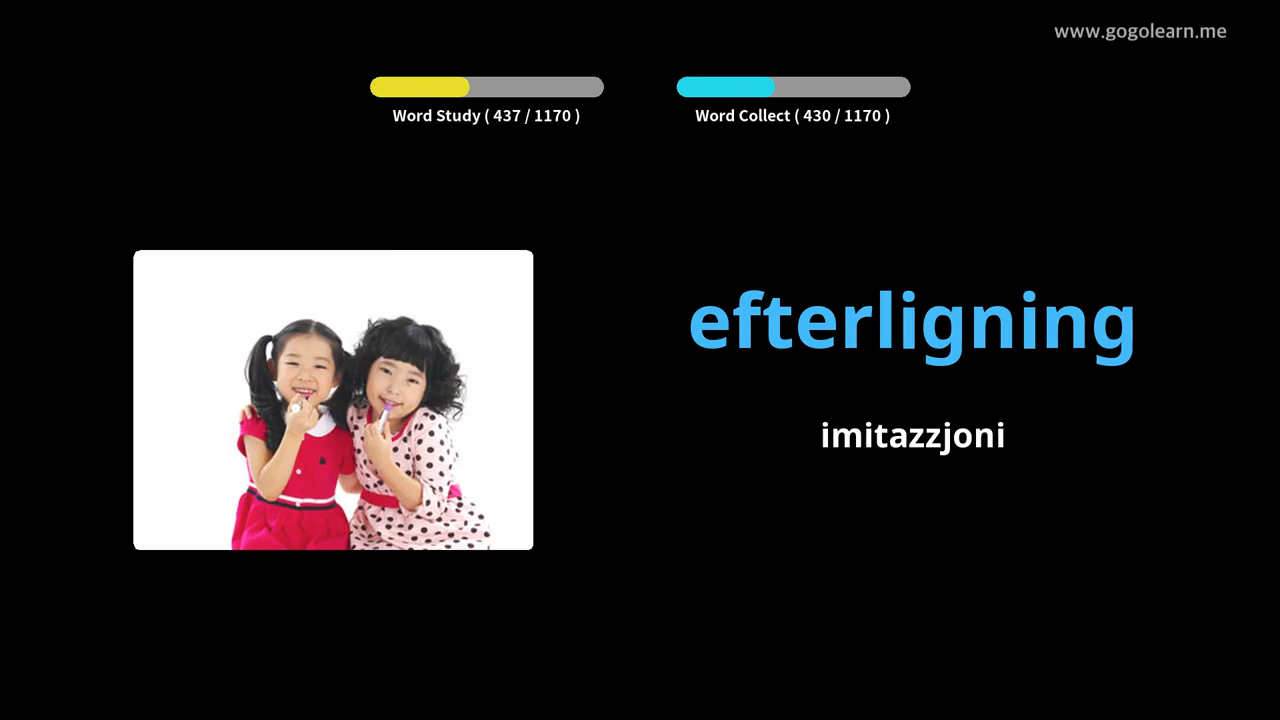 www.gogolearn.me
Word Study ( 437 / 1170 )
Word Collect ( 430 / 1170 )
efterligning
imitazzjoni